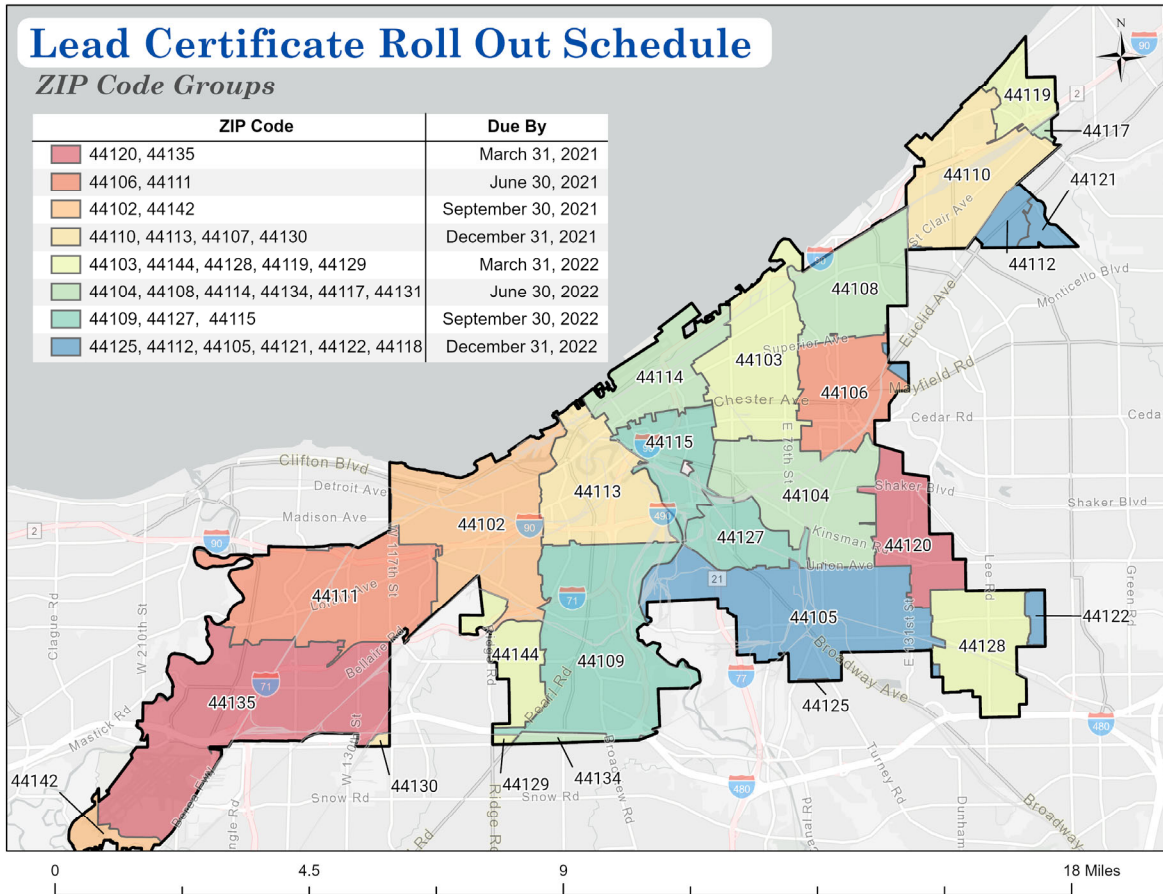 Lead Certificate Roll Out Schedule
ZIP Code Groups
ZIP Code Due By
44120, 44135 March 31, 2021
44106, 44111 June 30, 2021
44102, 44142 September 30, 2021
44110, 44113, 44107, 44130 December 31, 2021
44103, 44144, 44128, 44119, 44129 March 31, 2022
44104, 44108, 44114, 44134, 44117, 44131 June 30, 2022
44109, 44127, 44115 September 30, 2022
44125, 44112, 44105, 44121, 44122, 44118 December 31, 2022
N
90
2
44119
44117
44110
44121
St Clair Ave
44112
Monticello Blvd
44108
Euclid Ave
Superior Ave
44103
44114
Mayfield Rd
44106
Chester Ave
Cedar Rd
Ceda
44115
E 79th St
Clifton Blvd
Detroit Ave
44113
44104
Shaker Blvd
Shaker Blvd
Madison Ave
44102
90
490
2
90
W 117th St
44127
Kinsman Rd
44120
Union Ave
21
Lee Rd
Green Rd
44111
71
Clague Rd
W 210th St
44105
E 131st St
44122
Bellaire Rd
44144
44109
44128
Broadway Ave
Pearl Rd
71
44135
77
44125
480
Mastick Rd
W 130th St
44142
44130
44129
44134
Snow Rd
Snow Rd
Broadview Rd
Ridge Rd
480
Turney Rd
Dunham
Broadway
0 4.5 9 18 Miles